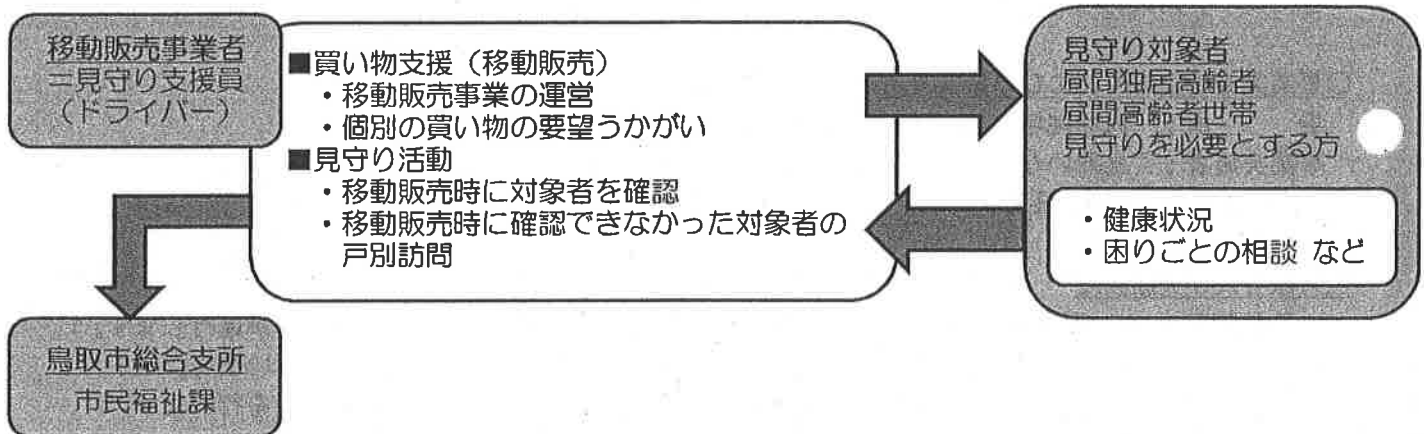 移動販売事業者
=見守り支援員
(ドライバー)
■買い物支援(移動販売)
・移動販売事業の運営
・個別の買い物の要望うかがい
■見守り活動
・移動販売時に対象者を確認
・移動販売時に確認できなかった対象者の
戸別訪問
見守り対象者
昼間独居高齢者
昼間高齢者世帯
見守りを必要とする方
・健康状況
・困りごとの相談 など
鳥取市総合支所
市民福祉課